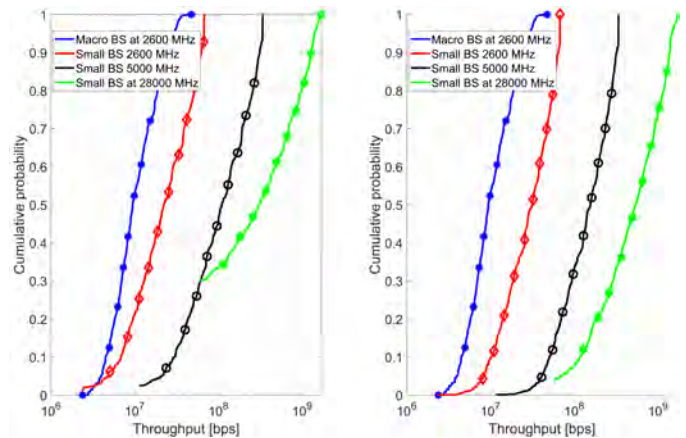 1
0.9
0.8
0.7
0.6
0.5
0.4
0.3
0.2
0.1
0
Cumulative probability
Macro BS at 2600 MHz
Small BS 2600 MHz
Small BS 5000 MHz
Small BS at 28000 MHz
10^6 10^7 10^8 10^9
Throughput [bps]
1
0.9
0.8
0.7
0.6
0.5
0.4
0.3
0.2
0.1
0
Cumulative probability
Macro BS at 2600 MHz
Small BS 2600 MHz
Small BS 5000 MHz
Small BS at 28000 MHz
10^6 10^7 10^8 10^9
Throughput [bps]